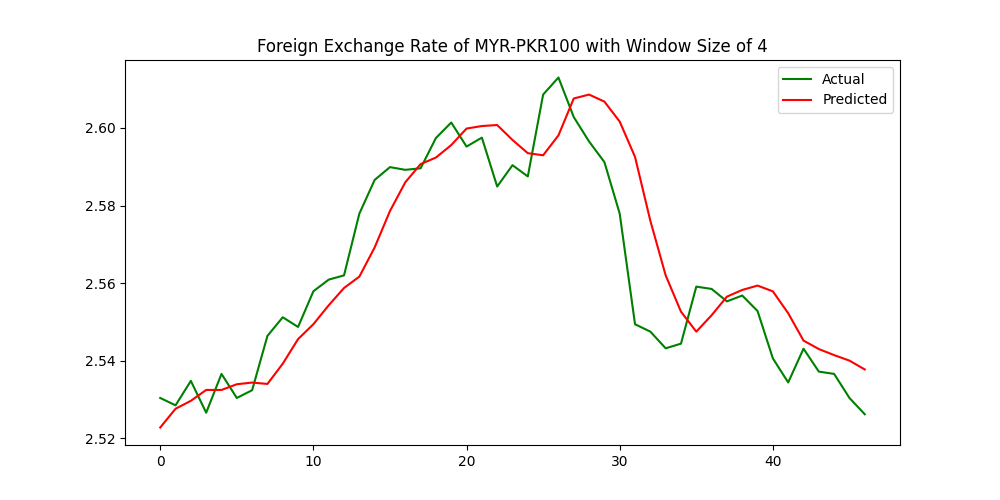 Foreign Exchange Rate of MYR-PKR100 with Window Size of 4
Actual
Predicted
2.60
2.58
2.56
2.54
2.52
0 10 20 30 40